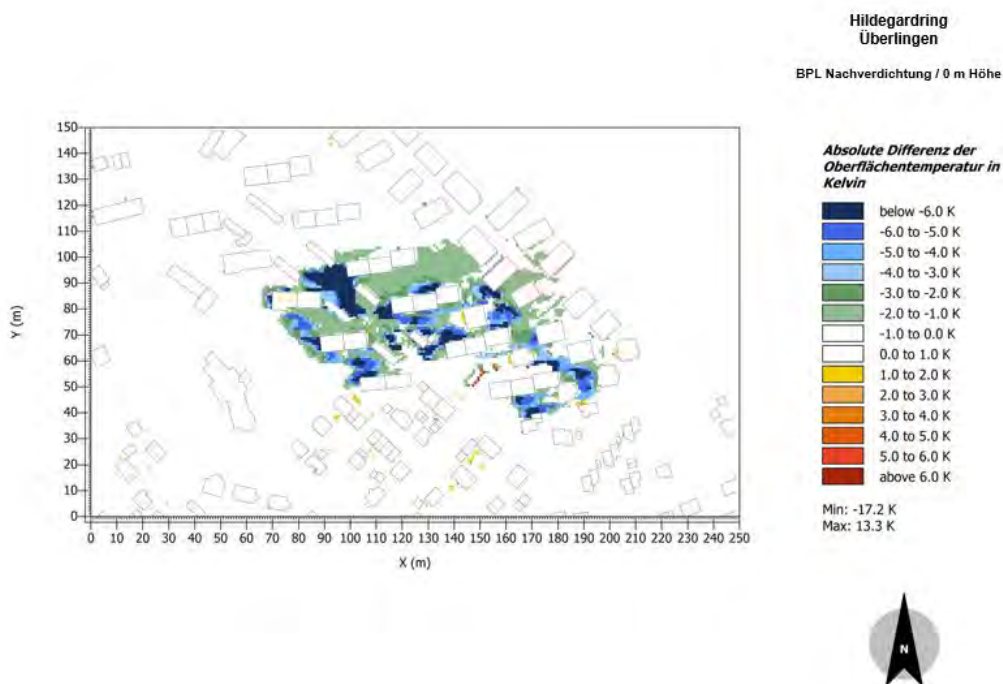 Hildegardring
Überlingen
BPL Nachverdichtung / 0 m Höhe
150
140
130
120
110
100
90
80
70
60
50
40
30
20
10
0
Y (m)
0 10 20 30 40 50 60 70 80 90 100 110 120 130 140 150 160 170 180 190 200 210 220 230 240 250
X (m)
Absolute Differenz der
Oberflächentemperatur in
Kelvin
below -6.0 K
-6.0 to -5.0 K
-5.0 to -4.0 K
-4.0 to -3.0 K
-3.0 to -2.0 K
-2.0 to -1.0 K
-1.0 to 0.0 K
0.0 to 1.0 K
1.0 to 2.0 K
2.0 to 3.0 K
3.0 to 4.0 K
4.0 to 5.0 K
5.0 to 6.0 K
above 6.0 K
Min: -17.2 K
Max: 13.3 K
N